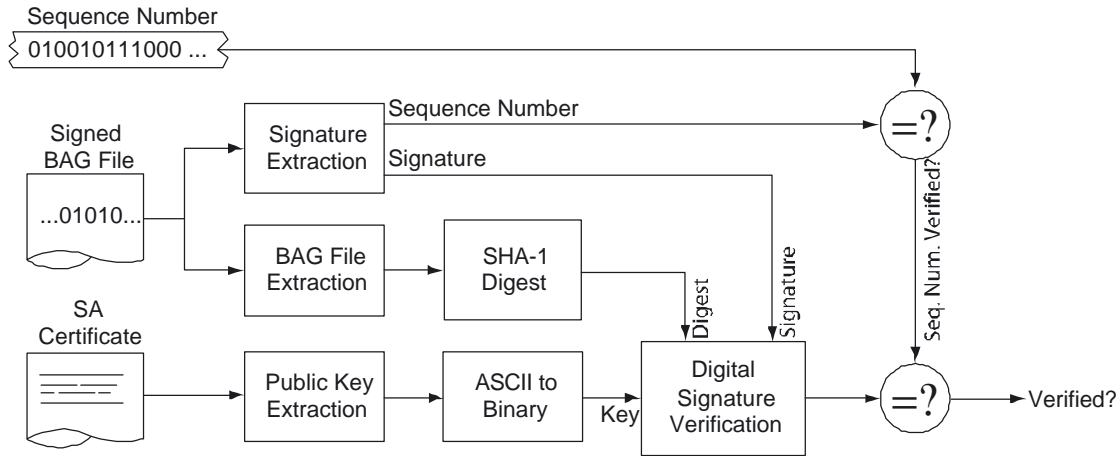 Sequence Number
010010111000 ...
Signed
BAG File
...01010...
Signature
Extraction
Sequence Number
Signature
=?
Seq. Num. Verified?
BAG File
Extraction
SHA-1
Digest
Digest
Signature
SA
Certificate
Public Key
Extraction
ASCII to
Binary
Key
Digital
Signature
Verification
=?
Verified?